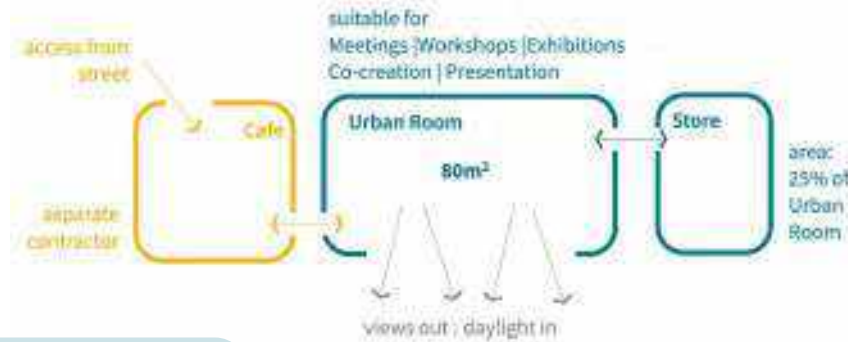 suitable for
Meetings |Workshops |Exhibitions
Co-creation | Presentation
access from
street
Cafe
Urban Room
Store
80m²
area:
25% of
Urban
Room
separate
contractor
views out : daylight in